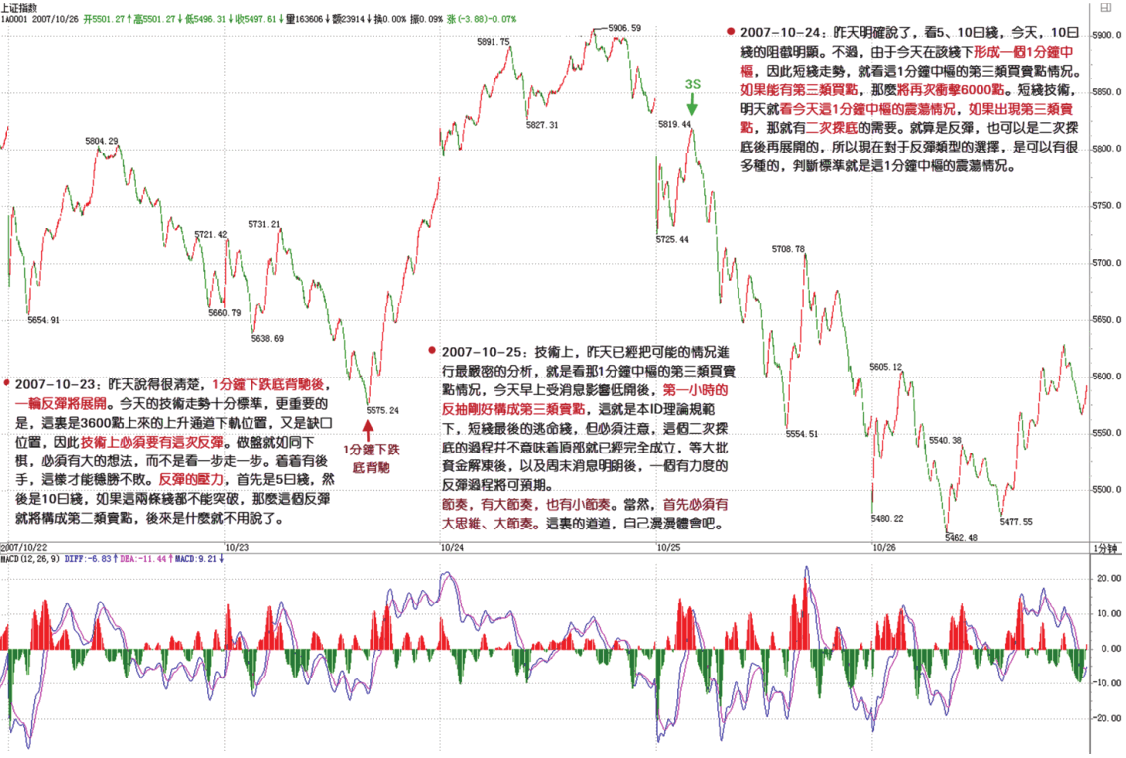 上证指数
1A0001 2007/10/26 开5501.27↑高5501.27↓低5496.31↓收5497.61↓量163606↓额23914↓换0.00% 振0.09% 涨(-3.88)-0.07%
● 2007-10-24：昨天明確說了，看5、10日綫，今天，10日
綫的阻截明顯。不過，由于今天在該綫下形成一個1分鐘中
樞，因此短綫走勢，就看這1分鐘中樞的第三類買賣點情况。
如果能有第三類買點，那麼將再次衝擊6000點。短綫技術，
明天就看今天這1分鐘中樞的震蕩情况，如果出現第三類賣
點，那就有二次探底的需要。就算是反彈，也可以是二次探
底後再展開的，所以現在對于反彈類型的選擇，是可以有很
多種的，判斷標準就是這1分鐘中樞的震蕩情况。
5906.59
5891.75
3S
5827.31
5819.44
5804.29
5725.44
5721.42
5731.21
5708.78
5654.91
5660.79
5638.69
5605.12
5575.24
5554.51
5540.38
5480.22
5477.55
5462.48
1分鐘下跌
底背馳
● 2007-10-23：昨天說得很清楚，1分鐘下跌底背馳後，
一輪反彈將展開。今天的技術走勢十分標準，更重要的
是，這裏是3600點上來的上升通道下軌位置，又是缺口
位置，因此技術上必須要有這次反彈。做盤就如同下
棋，必須有大的想法，而不是看一步走一步。着着有後
手，這樣才能穩勝不敗。反彈的壓力，首先是5日綫，然
後是10日綫，如果這兩條綫都不能突破，那麼這個反彈
就將構成第二類賣點，後來是什麼就不用說了。
● 2007-10-25：技術上，昨天已經把可能的情况進
行最嚴密的分析，就是看那1分鐘中樞的第三類買賣
點情况，今天早上受消息影響低開後，第一小時的
反抽剛好構成第三類賣點，這就是本ID理論規範
下，短綫最後的逃命綫，但必須注意，這個二次探
底的過程并不意味着頂部就已經完全成立，等大批
資金解凍後，以及周末消息明朗後，一個有力度的
反彈過程將可預期。
節奏，有大節奏，也有小節奏。當然，首先必須有
大思維、大節奏。這裏的道道，自己漫漫體會吧。
5900.0
5850.0
5800.0
5750.0
5700.0
5650.0
5600.0
5550.0
5500.0
2007/10/22
10/23
10/24
10/25
10/26
1分钟
MACD(12,26,9) DIFF:-6.83↑DEA:-11.44↑MACD:9.21↓
20.00
10.00
0.00
-10.00
-20.00